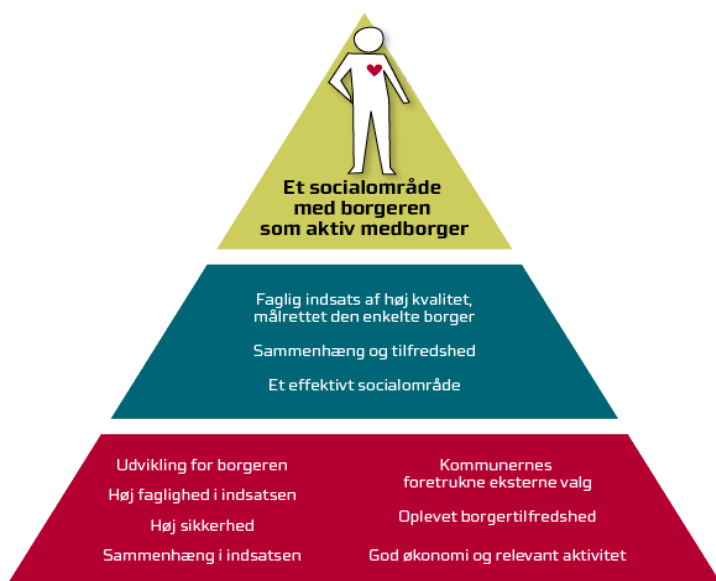 Et socialområde
med borgeren
som aktiv medborger
Faglig indsats af høj kvalitet,
målrettet den enkelte borger
Sammenhæng og tilfredshed
Et effektivt socialområde
Udvikling for borgeren
Høj faglighed i indsatsen
Høj sikkerhed
Sammenhæng i indsatsen
Kommunernes
foretrukne eksterne valg
Oplevet borgertilfredshed
God økonomi og relevant aktivitet